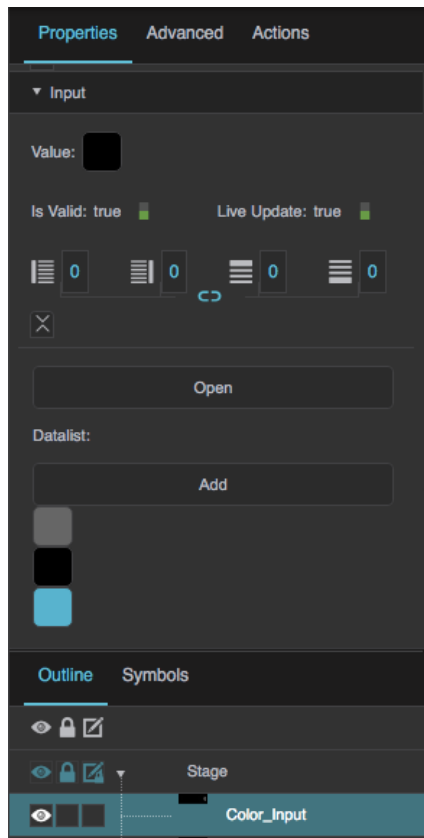 Properties Advanced Actions
Input
Value:
Is Valid: true Live Update: true
0 0 0 0
Open
Datalist:
Add
Outline Symbols
Stage
Color_Input